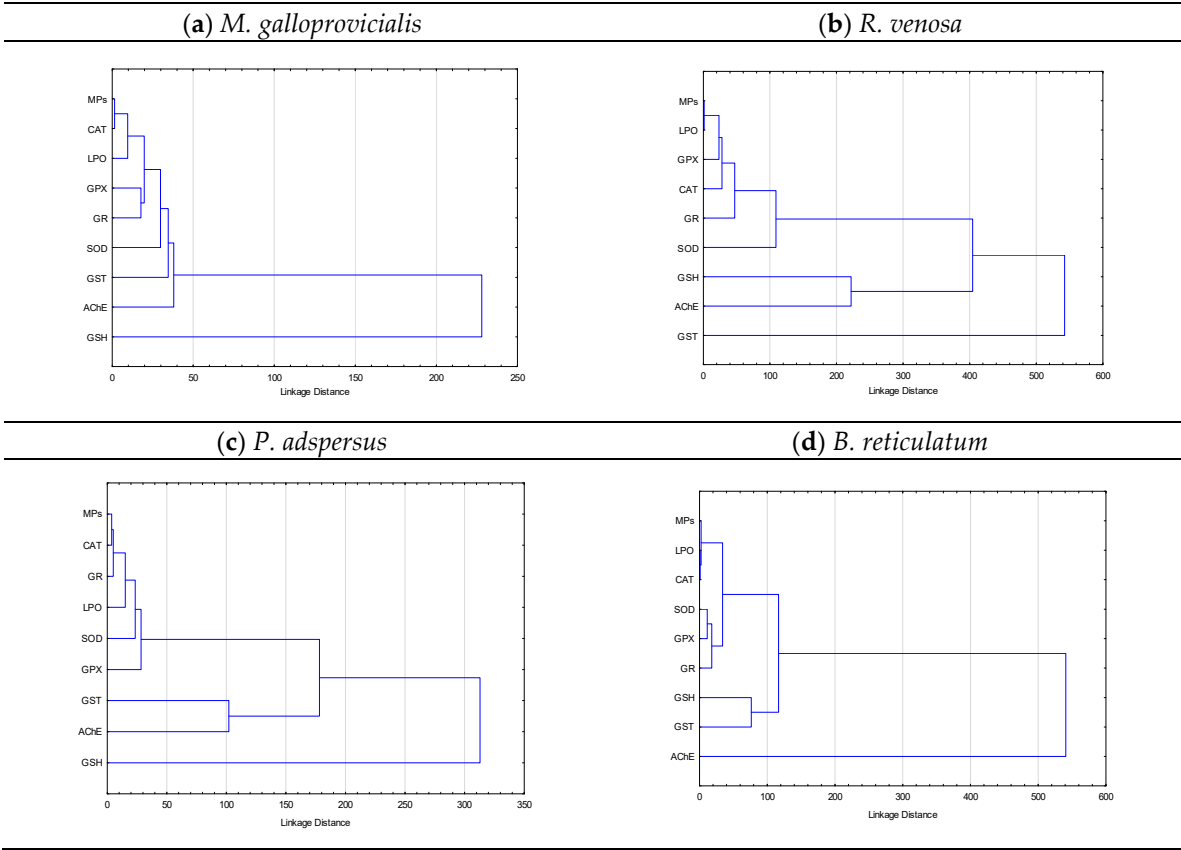 (a) M. galloprovicialis (b) R. venosa
MPs
CAT
LPO
GPX
GR
SOD
GST
AChE
GSH
0 50 100 150 200 250
Linkage Distance
MPs
LPO
GPX
CAT
GR
SOD
GSH
AChE
GST
0 100 200 300 400 500 600
Linkage Distance
(c) P. adspersus (d) B. reticulatum
MPs
CAT
GR
LPO
SOD
GPX
GST
AChE
GSH
0 50 100 150 200 250 300 350
Linkage Distance
MPs
LPO
CAT
SOD
GPX
GR
GSH
GST
AChE
0 100 200 300 400 500 600
Linkage Distance